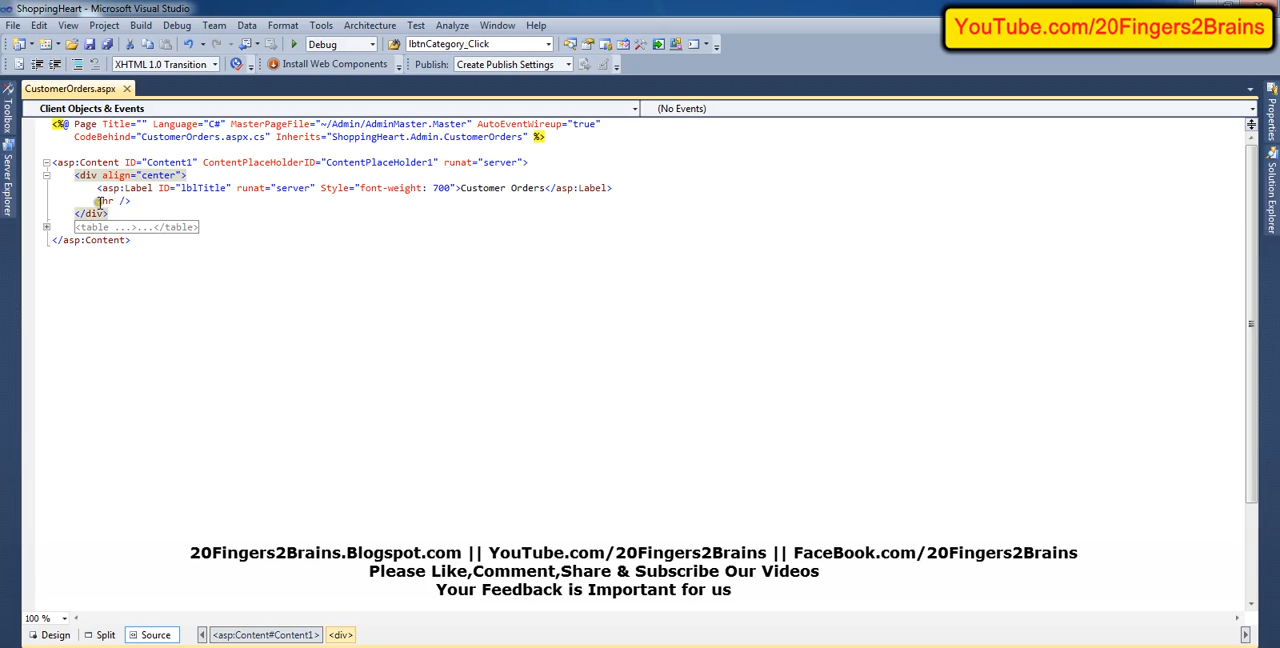 ShoppingHeart - Microsoft Visual Studio
File Edit View Project Build Debug Team Data Format Tools Architecture Test Analyze Window Help
YouTube.com/20Fingers2Brains
Debug lbtnCategory_Click
XHTML 1.0 Transition Install Web Components Publish: Create Publish Settings
CustomerOrders.aspx
Client Objects & Events (No Events)
<%@ Page Title="" Language="C#" MasterPageFile="~/Admin/AdminMaster.Master" AutoEventWireup="true"
CodeBehind="CustomerOrders.aspx.cs" Inherits="ShoppingHeart.Admin.CustomerOrders" %>
<asp:Content ID="Content1" ContentPlaceHolderID="ContentPlaceHolder1" runat="server">
<div align="center">
<asp:Label ID="lblTitle" runat="server" Style="font-weight: 700">Customer Orders</asp:Label>
<hr />
</div>
<table ...>...</table>
</asp:Content>
Toolbox
Server Explorer
Properties
Solution Explorer
20Fingers2Brains.Blogspot.com || YouTube.com/20Fingers2Brains || FaceBook.com/20Fingers2Brains
Please Like,Comment,Share & Subscribe Our Videos
Your Feedback is Important for us
100 %
Design Split Source <asp:Content#Content1> <div>